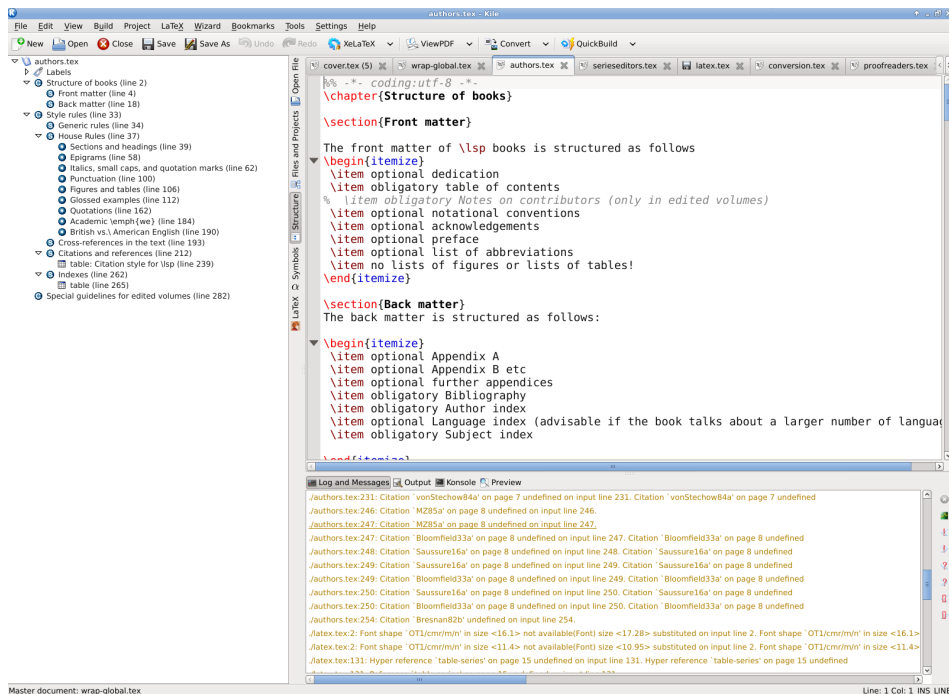 authors.tex - Kile
File Edit View Build Project LaTeX Wizard Bookmarks Tools Settings Help
New Open Close Save Save As Undo Redo XeLaTeX ViewPDF Convert QuickBuild
authors.tex
Labels
Structure of books (line 2)
Front matter (line 4)
Back matter (line 18)
Style rules (line 33)
Generic rules (line 34)
House Rules (line 37)
Sections and headings (line 39)
Epigrams (line 58)
Italics, small caps, and quotation marks (line 62)
Punctuation (line 100)
Figures and tables (line 106)
Glossed examples (line 112)
Quotations (line 162)
Academic \emph{we} (line 184)
British vs.\ American English (line 190)
Cross-references in the text (line 193)
Citations and references (line 212)
table: Citation style for \lsp (line 239)
Indexes (line 262)
table (line 265)
Special guidelines for edited volumes (line 282)
Open File
Files and Projects
Structure
Symbols
LaTeX
cover.tex (5) wrap-global.tex authors.tex serieseditors.tex latex.tex conversion.tex proofreaders.tex
%% -*- coding:utf-8 -*-
\chapter{Structure of books}
\section{Front matter}
The front matter of \lsp books is structured as follows
\begin{itemize}
\item optional dedication
\item obligatory table of contents
% \item obligatory Notes on contributors (only in edited volumes)
\item optional notational conventions
\item optional acknowledgements
\item optional preface
\item optional list of abbreviations
\item no lists of figures or lists of tables!
\end{itemize}
\section{Back matter}
The back matter is structured as follows:
\begin{itemize}
\item optional Appendix A
\item optional Appendix B etc
\item optional further appendices
\item obligatory Bibliography
\item obligatory Author index
\item optional Language index (advisable if the book talks about a larger number of languag
\item obligatory Subject index
\end{itemize}
Log and Messages Output Konsole Preview
./authors.tex:231: Citation `vonStechow84a' on page 7 undefined on input line 231. Citation `vonStechow84a' on page 7 undefined
./authors.tex:246: Citation `MZ85a' on page 8 undefined on input line 246.
./authors.tex:247: Citation `MZ85a' on page 8 undefined on input line 247.
./authors.tex:247: Citation `Bloomfield33a' on page 8 undefined on input line 247. Citation `Bloomfield33a' on page 8 undefined
./authors.tex:248: Citation `Saussure16a' on page 8 undefined on input line 248. Citation `Saussure16a' on page 8 undefined
./authors.tex:249: Citation `Saussure16a' on page 8 undefined on input line 249. Citation `Saussure16a' on page 8 undefined
./authors.tex:249: Citation `Bloomfield33a' on page 8 undefined on input line 249. Citation `Bloomfield33a' on page 8 undefined
./authors.tex:250: Citation `Saussure16a' on page 8 undefined on input line 250. Citation `Saussure16a' on page 8 undefined
./authors.tex:250: Citation `Bloomfield33a' on page 8 undefined on input line 250. Citation `Bloomfield33a' on page 8 undefined
./authors.tex:254: Citation `Bresnan82b' undefined on input line 254.
./latex.tex:2: Font shape `OT1/cmr/m/n' in size <16.1> not available(Font) size <17.28> substituted on input line 2. Font shape `OT1/cmr/m/n' in size <16.1>
./latex.tex:2: Font shape `OT1/cmr/m/n' in size <11.4> not available(Font) size <10.95> substituted on input line 2. Font shape `OT1/cmr/m/n' in size <11.4>
./latex.tex:131: Hyper reference `table-series' on page 15 undefined on input line 131. Hyper reference `table-series' on page 15 undefined
Master document: wrap-global.tex
Line: 1 Col: 1 INS LINE